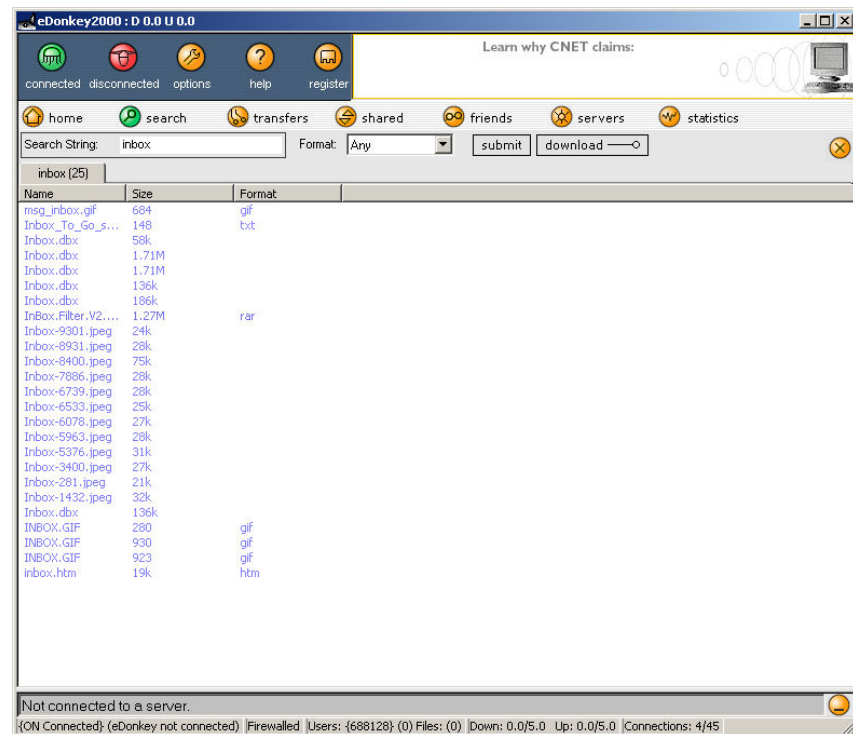 eDonkey2000 : D 0.0 U 0.0
connected disconnected options help register
Learn why CNET claims:
home search transfers shared friends servers statistics
Search String: inbox Format: Any submit download
inbox (25)
Name Size Format
msg_inbox.gif 684 gif
Inbox_To_Go_s... 148 txt
Inbox.dbx 58k
Inbox.dbx 1.71M
Inbox.dbx 1.71M
Inbox.dbx 136k
Inbox.dbx 186k
InBox.Filter.V2.... 1.27M rar
Inbox-9301.jpeg 24k
Inbox-8931.jpeg 28k
Inbox-8400.jpeg 75k
Inbox-7886.jpeg 28k
Inbox-6739.jpeg 28k
Inbox-6533.jpeg 25k
Inbox-6078.jpeg 27k
Inbox-5963.jpeg 28k
Inbox-5376.jpeg 31k
Inbox-3400.jpeg 27k
Inbox-281.jpeg 21k
Inbox-1432.jpeg 32k
Inbox.dbx 136k
INBOX.GIF 280 gif
INBOX.GIF 930 gif
INBOX.GIF 923 gif
inbox.htm 19k htm
Not connected to a server.
{ON Connected} (eDonkey not connected) Firewalled Users: {688128} (0) Files: (0) Down: 0.0/5.0 Up: 0.0/5.0 Connections: 4/45